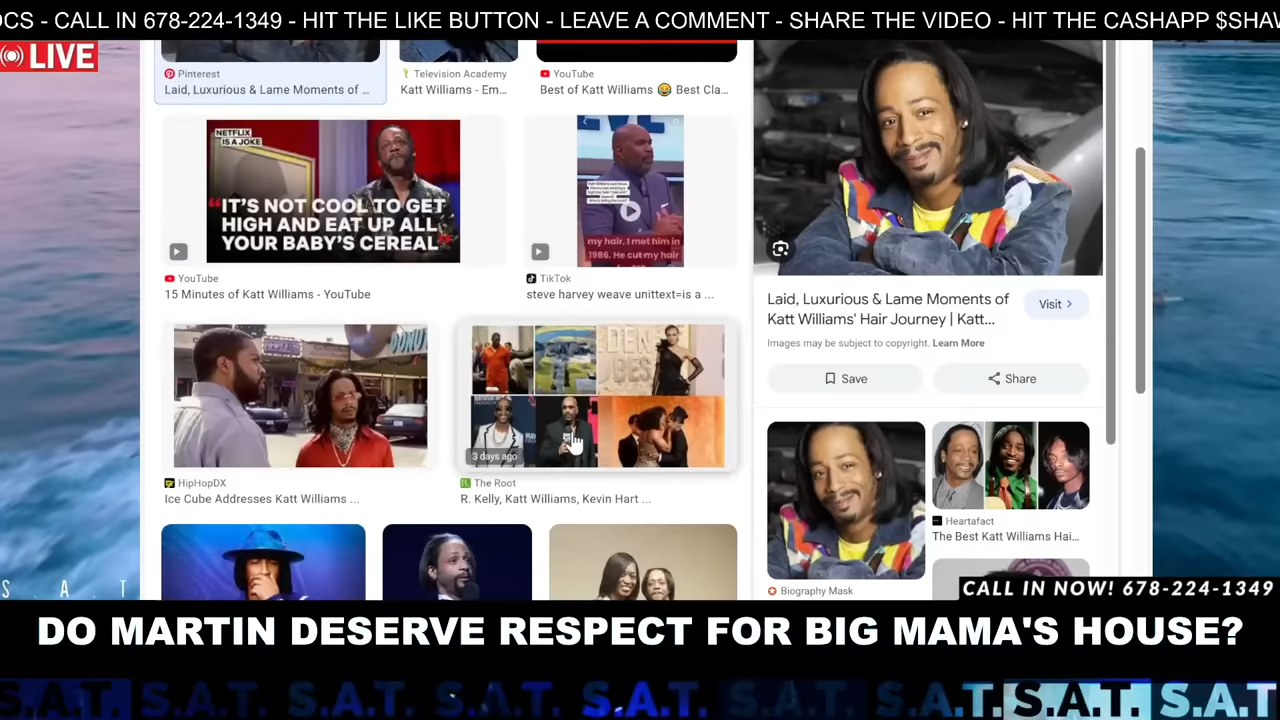 OCS - CALL IN 678-224-1349 - HIT THE LIKE BUTTON - LEAVE A COMMENT - SHARE THE VIDEO - HIT THE CASHAPP $SHAW
LIVE
Pinterest
Laid, Luxurious & Lame Moments of ...
Television Academy
Katt Williams - Em...
YouTube
Best of Katt Williams 😂 Best Cla...
NETFLIX
IS A JOKE
"IT'S NOT COOL TO GET
HIGH AND EAT UP ALL
YOUR BABY'S CEREAL"
YouTube
15 Minutes of Katt Williams - YouTube
my hair, I met him in
1986. He cut my hair
TikTok
steve harvey weave unittext=is a ...
Laid, Luxurious & Lame Moments of
Katt Williams' Hair Journey | Katt...
Visit >
Images may be subject to copyright. Learn More
Save
Share
DONU
HipHopDX
Ice Cube Addresses Katt Williams ...
3 days ago
The Root
R. Kelly, Katt Williams, Kevin Hart ...
Heartafact
The Best Katt Williams Hai...
Biography Mask
S A T
CALL IN NOW! 678-224-1349
DO MARTIN DESERVE RESPECT FOR BIG MAMA'S HOUSE?
S.A.T. S.A.T. S.A.T. S.A.T. S.A.T. S.A.T. S.A.T.S.A.T. S.A.T